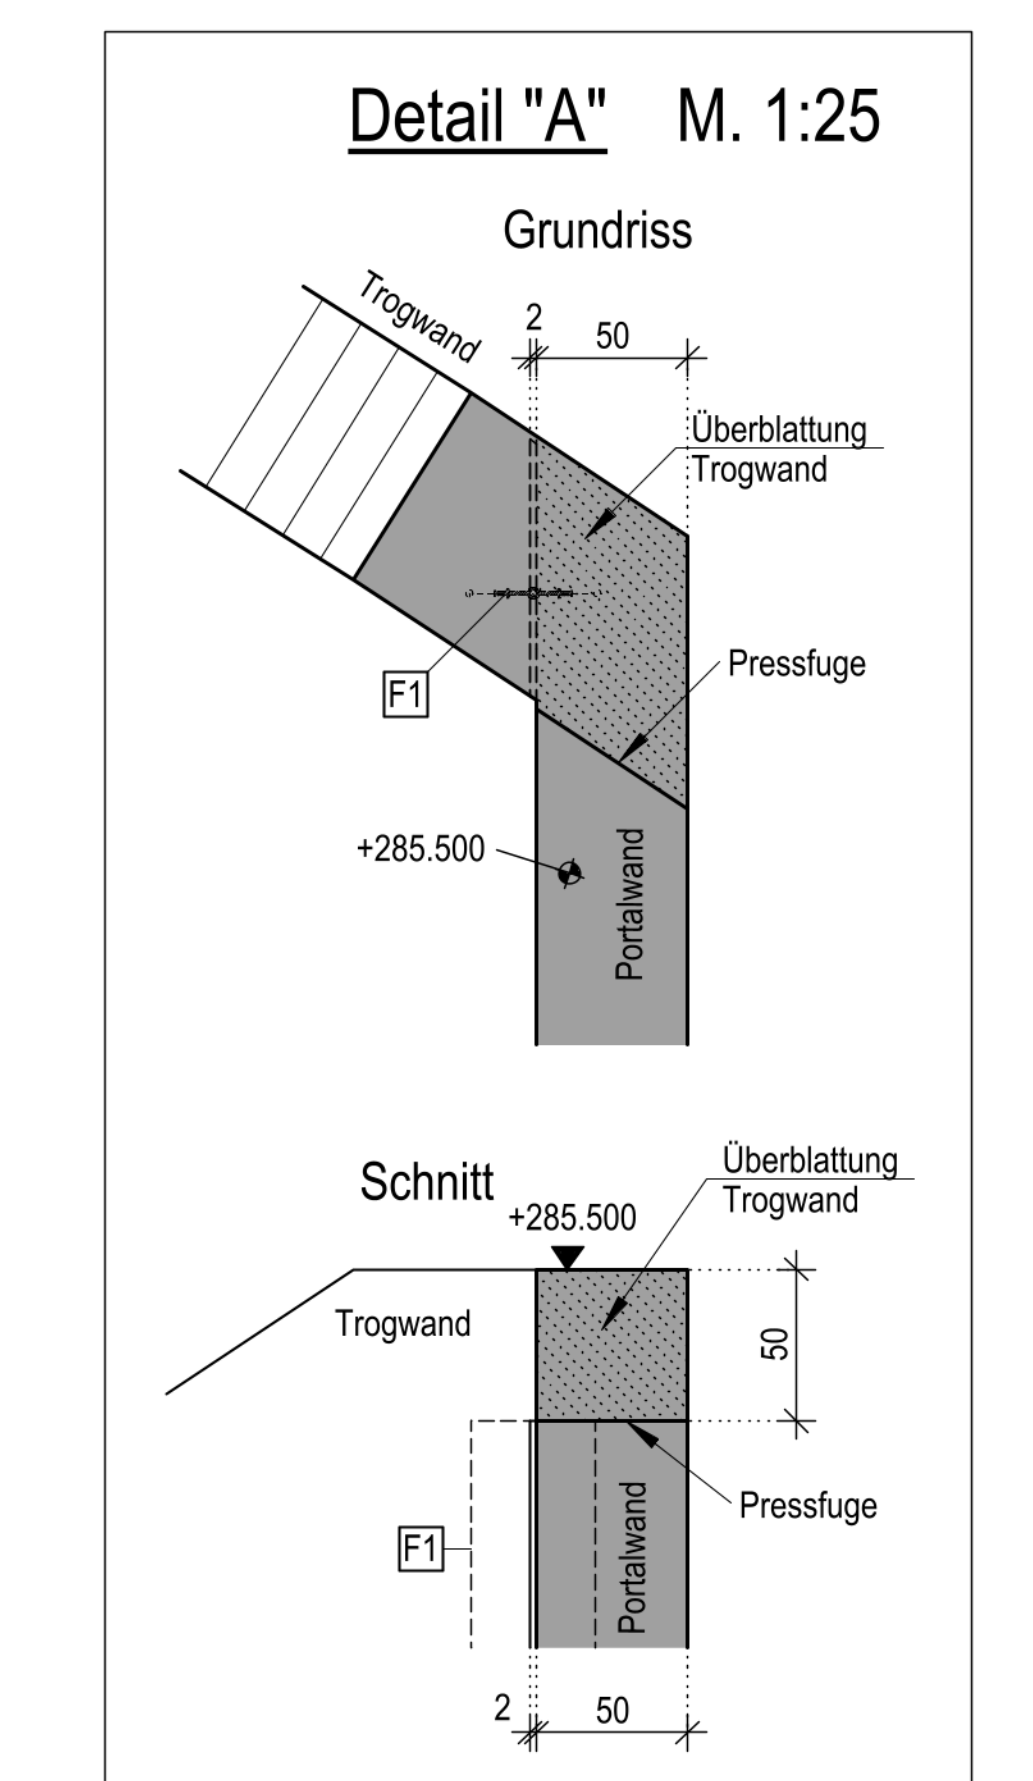 Detail "A" M. 1:25
Grundriss
Trogwand
2
50
Überblattung
Trogwand
Pressfuge
F1
+285.500
Portalwand
Schnitt
Überblattung
Trogwand
+285.500
Trogwand
50
Pressfuge
F1
Portalwand
2
50